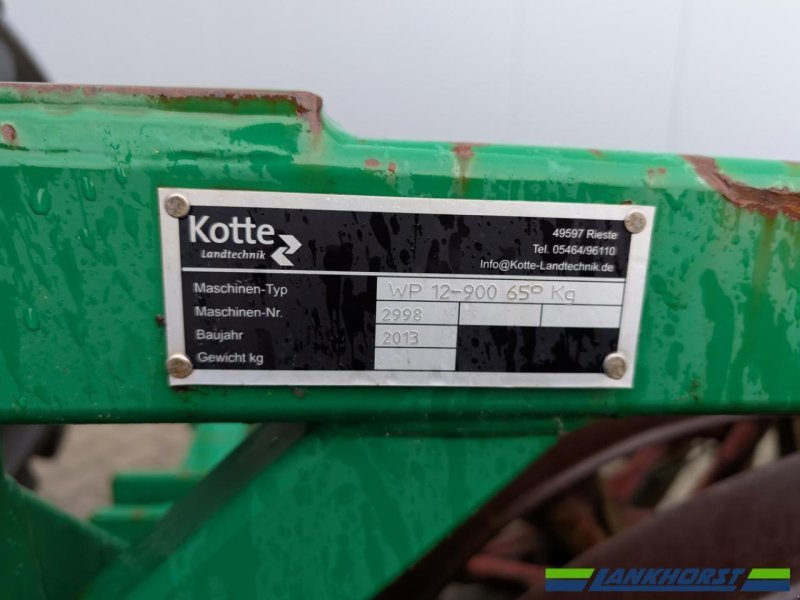 Kotte
Landtechnik
49597 Rieste
Tel. 05464/96110
Info@Kotte-Landtechnik.de
Maschinen-Typ WP 12-900 65° Kg
Maschinen-Nr. 2998
Baujahr 2013
Gewicht kg
LANKHORST